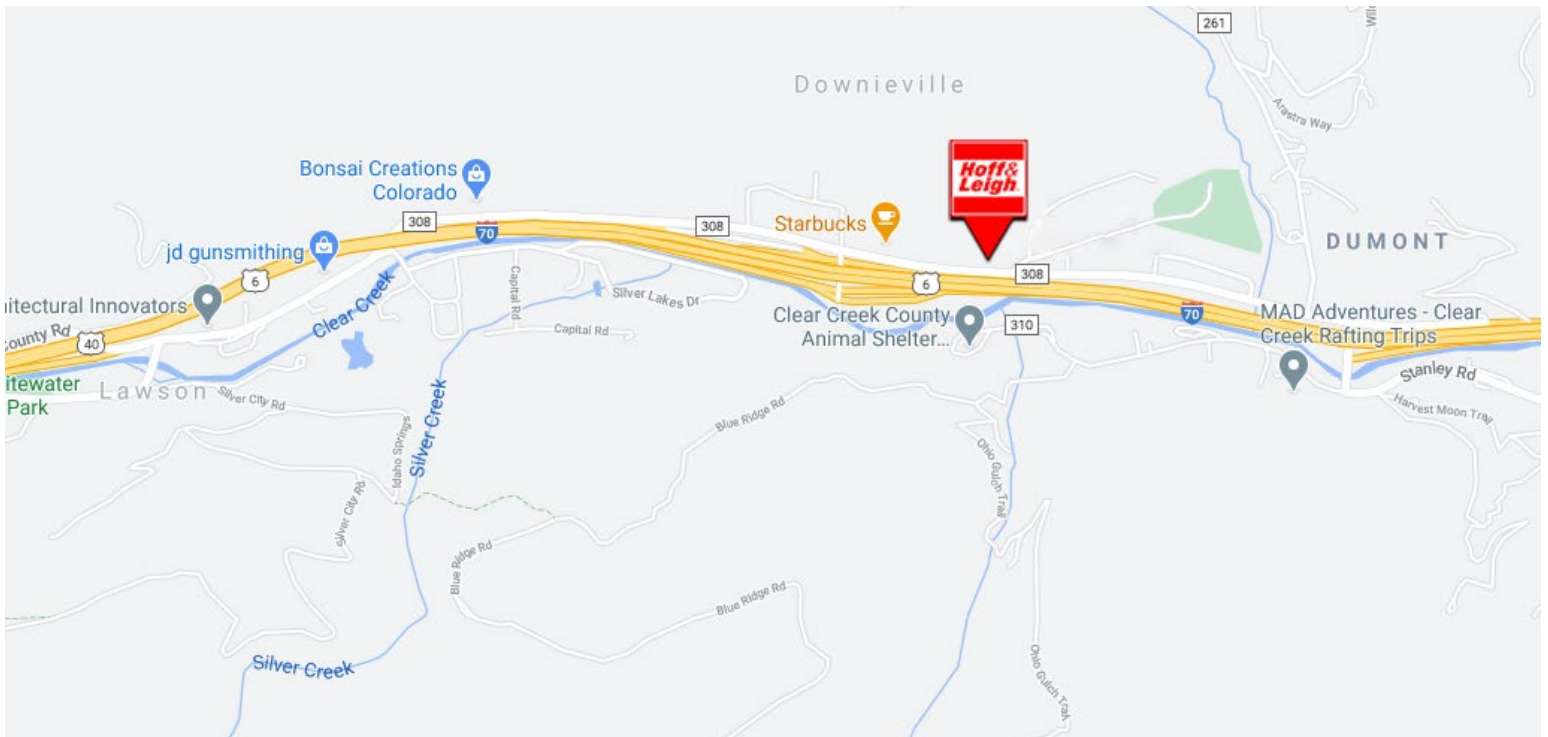 261
Downieville
Arastra Way
Hoff&
Leigh
Bonsai Creations
Colorado
308
70
308
Starbucks
DUMONT
jd gunsmithing
6
Capital Rd
Silver Lakes Dr
6
308
hitectural Innovators
Clear Creek
Clear Creek County
Animal Shelter...
310
70
MAD Adventures - Clear
Creek Rafting Trips
County Rd
40
Capital Rd
itewater
Park
Lawson
Silver City Rd
Stanley Rd
Harvest Moon Trail
Blue Ridge Rd
Idaho Springs
Silver Creek
Ohio Gulch Trail
Silver City Rd
Blue Ridge Rd
Blue Ridge Rd
Silver Creek
Ohio Gulch Trail